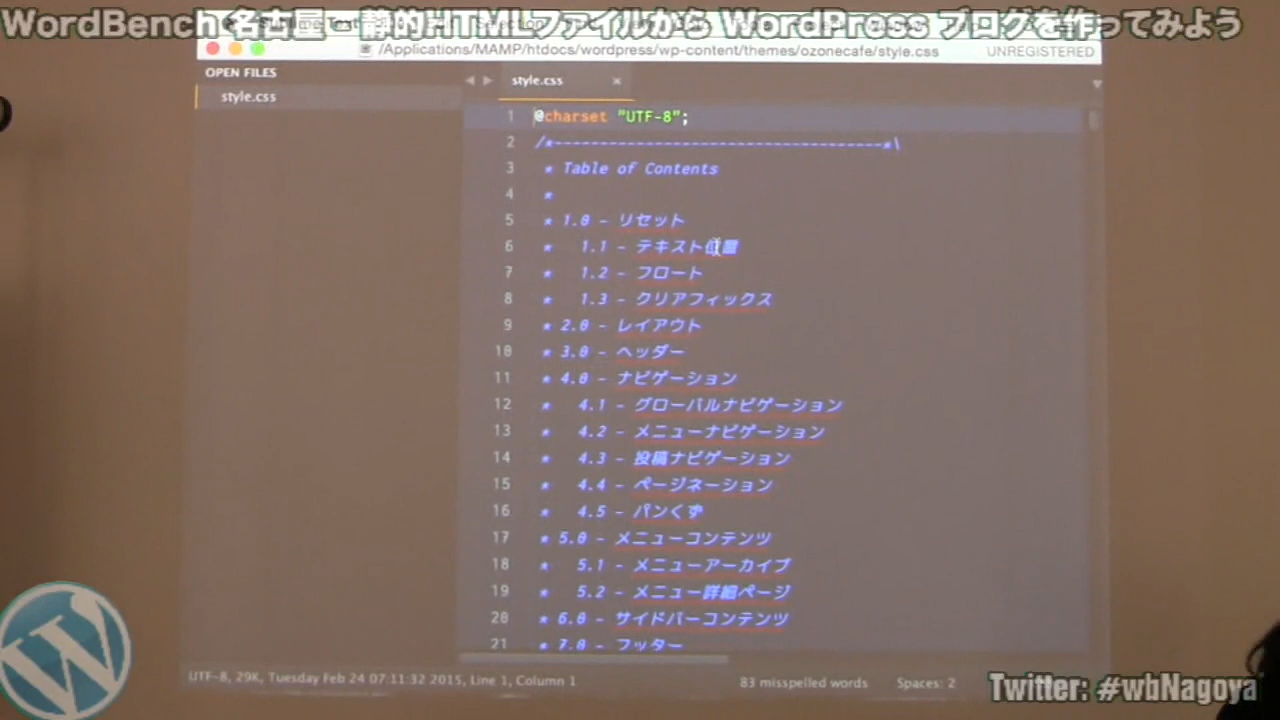 WordBench 名古屋 - 静的HTMLファイルから WordPress ブログを作ってみよう
/Applications/MAMP/htdocs/wordpress/wp-content/themes/ozonecafe/style.css
UNREGISTERED
OPEN FILES
style.css
style.css
1 @charset "UTF-8";
2 /*------------------------------------*\
3 * Table of Contents
4 *
5 * 1.0 - リセット
6 * 1.1 - テキスト位置
7 * 1.2 - フロート
8 * 1.3 - クリアフィックス
9 * 2.0 - レイアウト
10 * 3.0 - ヘッダー
11 * 4.0 - ナビゲーション
12 * 4.1 - グローバルナビゲーション
13 * 4.2 - メニューナビゲーション
14 * 4.3 - 投稿ナビゲーション
15 * 4.4 - ページネーション
16 * 4.5 - パンくず
17 * 5.0 - メニューコンテンツ
18 * 5.1 - メニューアーカイブ
19 * 5.2 - メニュー詳細ページ
20 * 6.0 - サイドバーコンテンツ
21 * 7.0 - フッター
UTF-8, 29K, Tuesday Feb 24 07:11:32 2015, Line 1, Column 1
83 misspelled words
Spaces: 2
Twitter: #wbNagoya